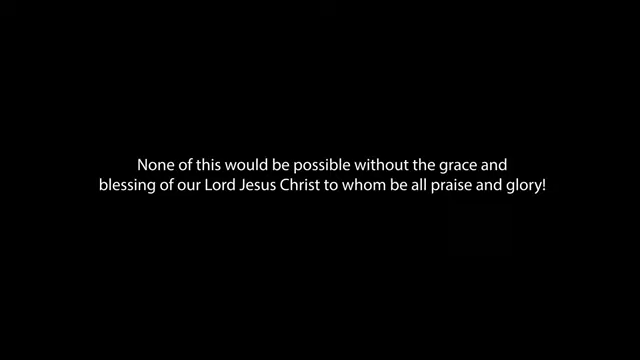 None of this would be possible without the grace and
blessing of our Lord Jesus Christ to whom be all praise and glory!